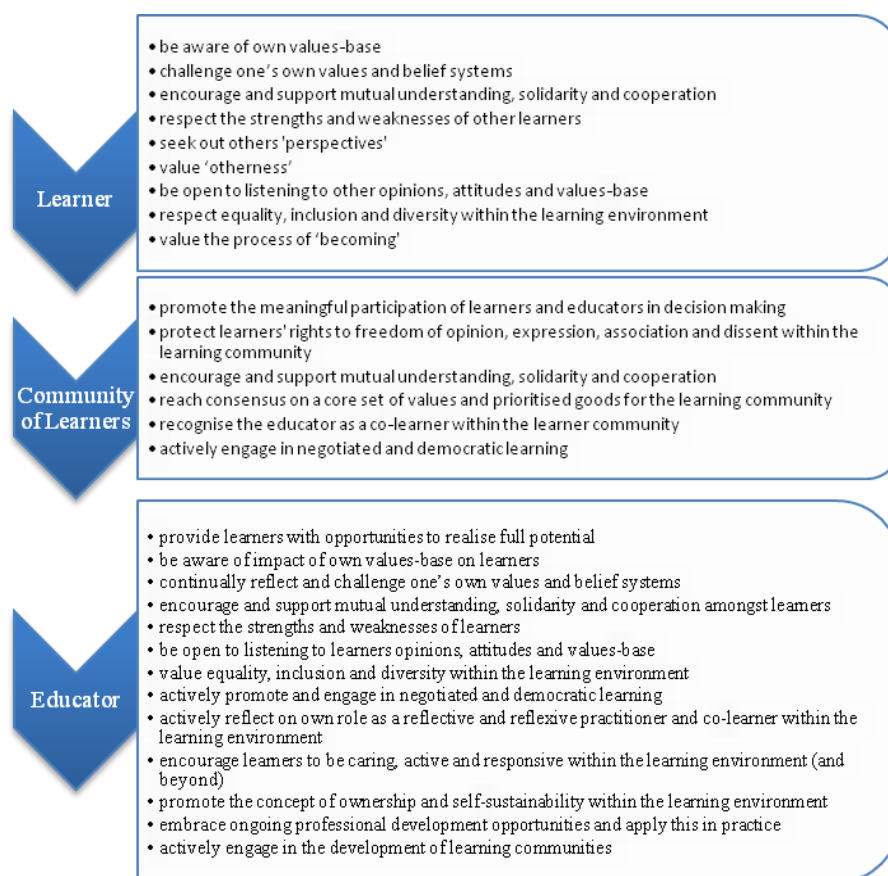 Learner
• be aware of own values-base
• challenge one's own values and belief systems
• encourage and support mutual understanding, solidarity and cooperation
• respect the strengths and weaknesses of other learners
• seek out others 'perspectives'
• value 'otherness'
• be open to listening to other opinions, attitudes and values-base
• respect equality, inclusion and diversity within the learning environment
• value the process of 'becoming'
Community
of Learners
• promote the meaningful participation of learners and educators in decision making
• protect learners' rights to freedom of opinion, expression, association and dissent within the
learning community
• encourage and support mutual understanding, solidarity and cooperation
• reach consensus on a core set of values and prioritised goods for the learning community
• recognise the educator as a co-learner within the learner community
• actively engage in negotiated and democratic learning
Educator
• provide learners with opportunities to realise full potential
• be aware of impact of own values-base on learners
• continually reflect and challenge one's own values and belief systems
• encourage and support mutual understanding, solidarity and cooperation amongst learners
• respect the strengths and weaknesses of learners
• be open to listening to learners opinions, attitudes and values-base
• value equality, inclusion and diversity within the learning environment
• actively promote and engage in negotiated and democratic learning
• actively reflect on own role as a reflective and reflexive practitioner and co-learner within the
learning environment
• encourage learners to be caring, active and responsive within the learning environment (and
beyond)
• promote the concept of ownership and self-sustainability within the learning environment
• embrace ongoing professional development opportunities and apply this in practice
• actively engage in the development of learning communities